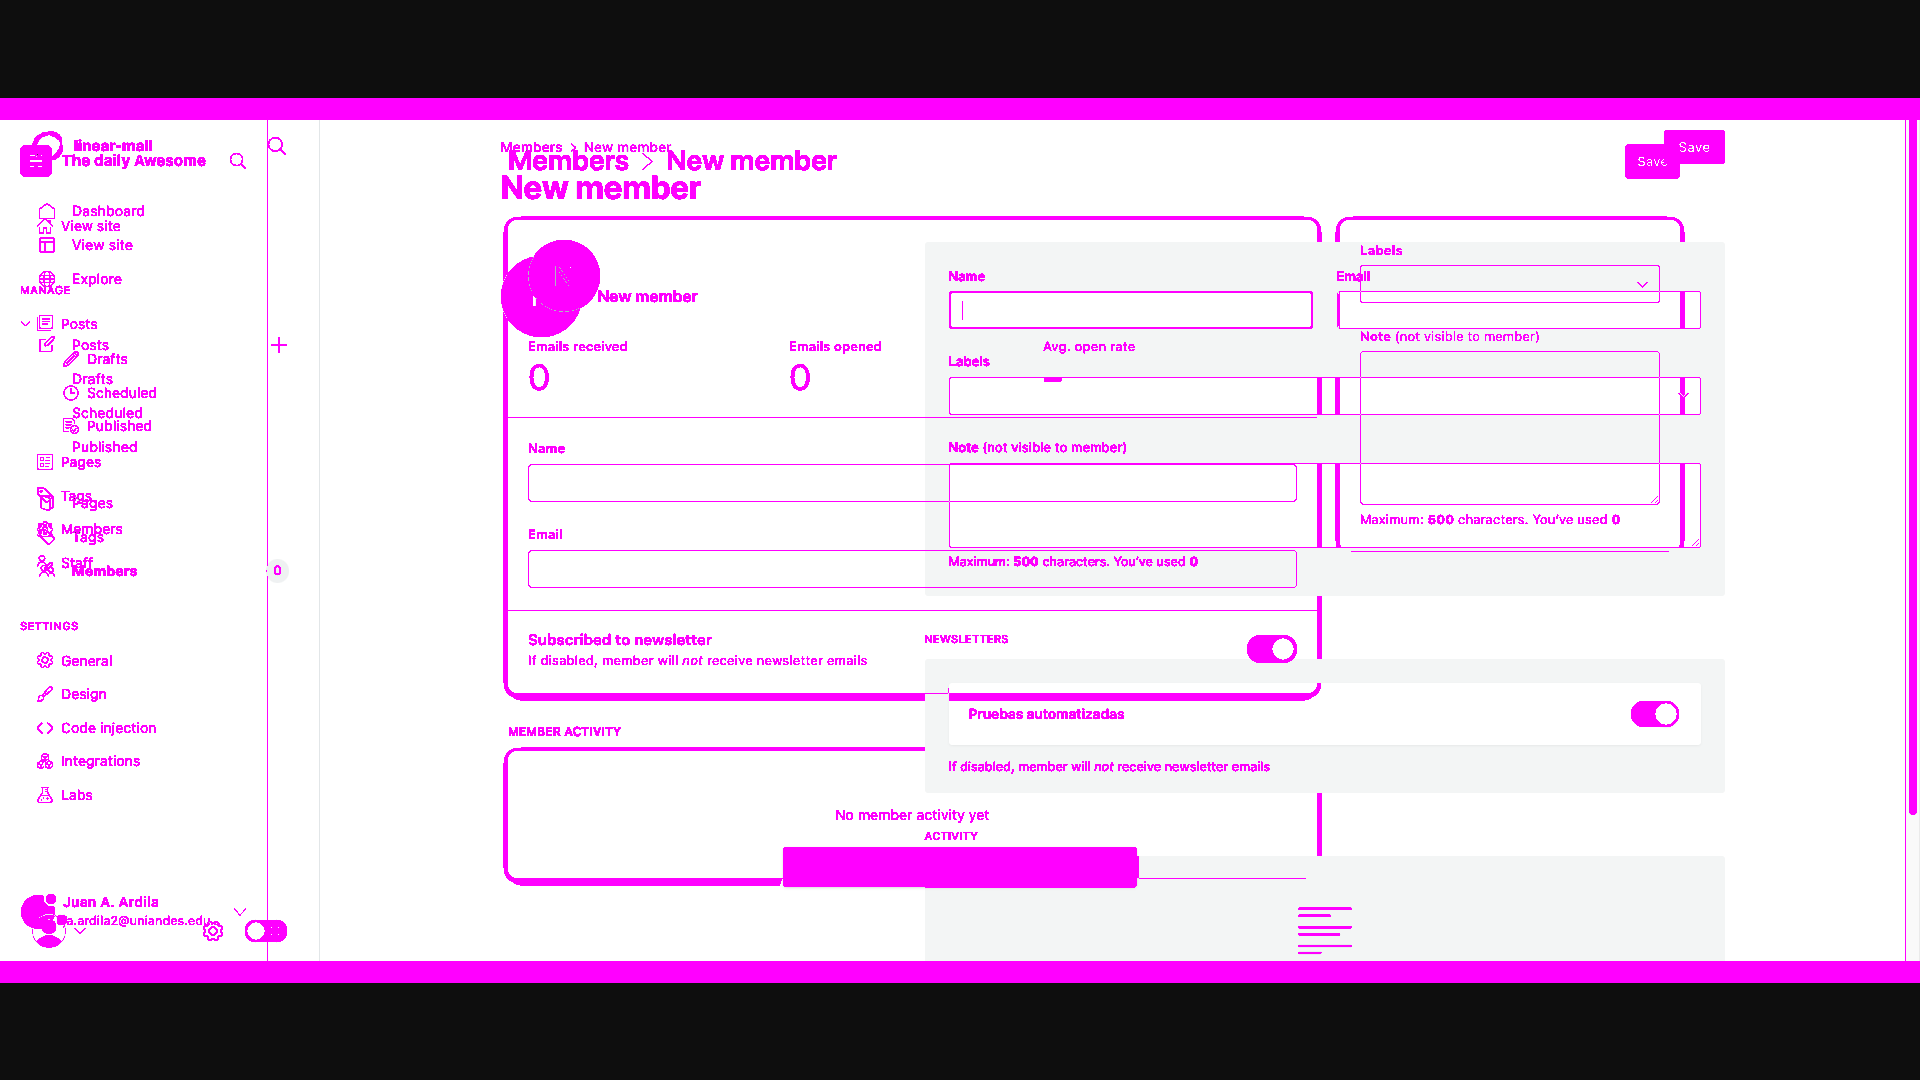 linear-mall
The daily Awesome
Dashboard
View site
View site
Explore
MANAGE
Posts
Posts
Drafts
Drafts
Scheduled
Scheduled
Published
Published
Pages
Tags
Pages
Members
Tags
Staff
Members
0
SETTINGS
General
Design
Code injection
Integrations
Labs
Juan A. Ardila
a.ardila2@uniandes.edu
Members > New member
Members > New member
New member
Save
Save
New member
Emails received
0
Emails opened
0
Avg. open rate
Name
Email
Subscribed to newsletter
If disabled, member will not receive newsletter emails
MEMBER ACTIVITY
No member activity yet
Name
Email
Labels
Note (not visible to member)
Maximum: 500 characters. You've used 0
Labels
Note (not visible to member)
Maximum: 500 characters. You've used 0
NEWSLETTERS
Pruebas automatizadas
If disabled, member will not receive newsletter emails
ACTIVITY